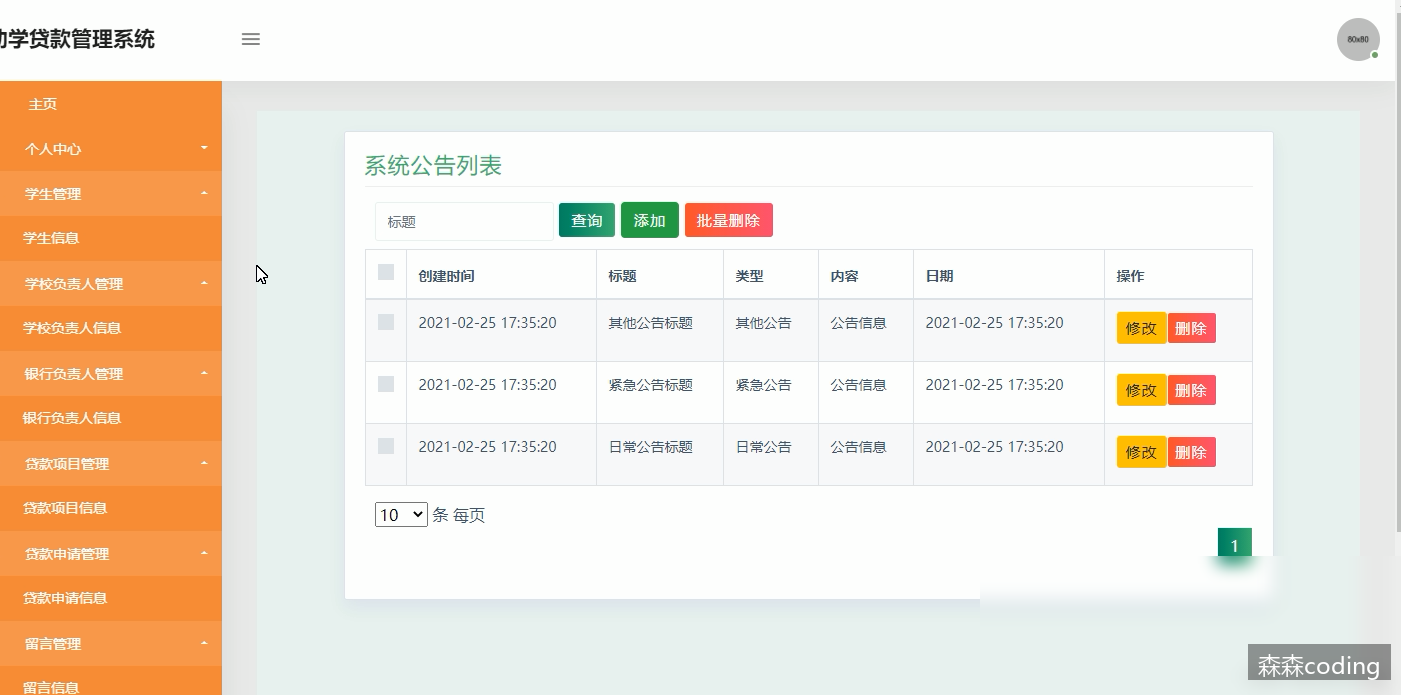 助学贷款管理系统
80x80
主页
个人中心
学生管理
学生信息
学校负责人管理
学校负责人信息
银行负责人管理
银行负责人信息
贷款项目管理
贷款项目信息
贷款申请管理
贷款申请信息
留言管理
留言信息
系统公告列表
标题 查询 添加 批量删除
创建时间 标题 类型 内容 日期 操作
2021-02-25 17:35:20 其他公告标题 其他公告 公告信息 2021-02-25 17:35:20 修改 删除
2021-02-25 17:35:20 紧急公告标题 紧急公告 公告信息 2021-02-25 17:35:20 修改 删除
2021-02-25 17:35:20 日常公告标题 日常公告 公告信息 2021-02-25 17:35:20 修改 删除
10 条 每页
1
森森coding